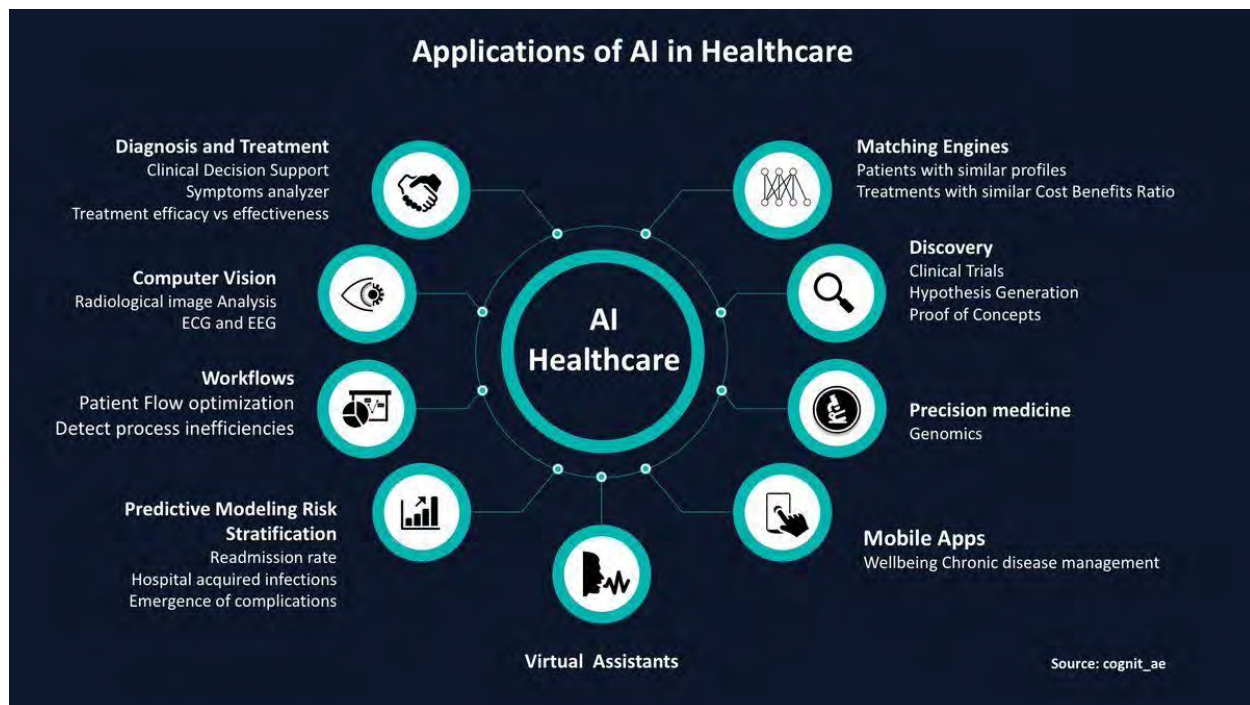 Applications of AI in Healthcare
Diagnosis and Treatment
Clinical Decision Support
Symptoms analyzer
Treatment efficacy vs effectiveness
Computer Vision
Radiological image Analysis
ECG and EEG
Workflows
Patient Flow optimization
Detect process inefficiencies
Predictive Modeling Risk
Stratification
Readmission rate
Hospital acquired infections
Emergence of complications
AI
Healthcare
Virtual Assistants
Matching Engines
Patients with similar profiles
Treatments with similar Cost Benefits Ratio
Discovery
Clinical Trials
Hypothesis Generation
Proof of Concepts
Precision medicine
Genomics
Mobile Apps
Wellbeing Chronic disease management
Source: cognit_ae